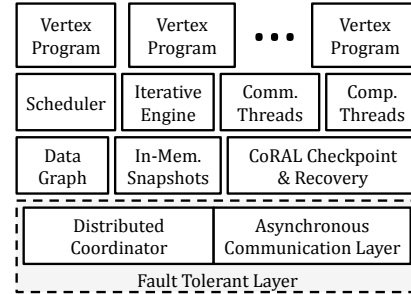 Vertex
Program
Vertex
Program
Vertex
Program
Scheduler
Iterative
Engine
Comm.
Threads
Comp.
Threads
Data
Graph
In-Mem.
Snapshots
CoRAL Checkpoint
& Recovery
Distributed
Coordinator
Asynchronous
Communication Layer
Fault Tolerant Layer